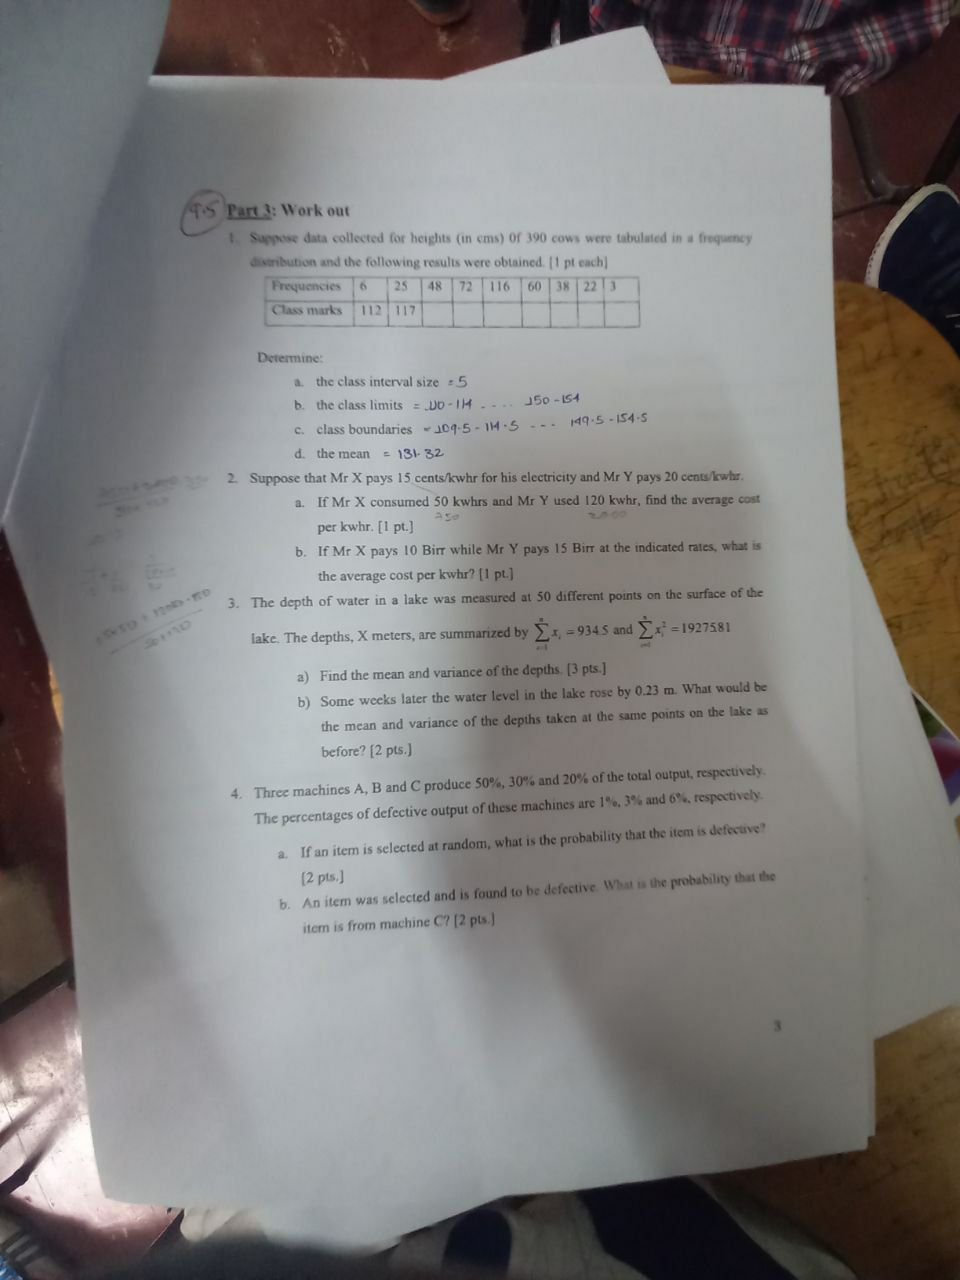 9.5 Part 3: Work out
1. Suppose data collected for heights (in cms) 0f 390 cows were tabulated in a frequency
distribution and the following results were obtained. [1 pt each]
Frequencies 6 25 48 72 116 60 38 22 3
Class marks 112 117
Determine:
a. the class interval size = 5
b. the class limits = 110-114 .... 150-154
c. class boundaries = 109.5-114.5 --- 149.5-154.5
d. the mean = 131.32
2. Suppose that Mr X pays 15 cents/kwhr for his electricity and Mr Y pays 20 cents/kwhr.
a. If Mr X consumed 50 kwhrs and Mr Y used 120 kwhr, find the average cost
per kwhr. [1 pt.]
b. If Mr X pays 10 Birr while Mr Y pays 15 Birr at the indicated rates, what is
the average cost per kwhr? [1 pt.]
3. The depth of water in a lake was measured at 50 different points on the surface of the
lake. The depths, X meters, are summarized by ∑xᵢ = 934.5 and ∑xᵢ² = 19275.81
a) Find the mean and variance of the depths. [3 pts.]
b) Some weeks later the water level in the lake rose by 0.23 m. What would be
the mean and variance of the depths taken at the same points on the lake as
before? [2 pts.]
4. Three machines A, B and C produce 50%, 30% and 20% of the total output, respectively.
The percentages of defective output of these machines are 1%, 3% and 6%, respectively.
a. If an item is selected at random, what is the probability that the item is defective?
[2 pts.]
b. An item was selected and is found to be defective. What is the probability that the
item is from machine C? [2 pts.]
3